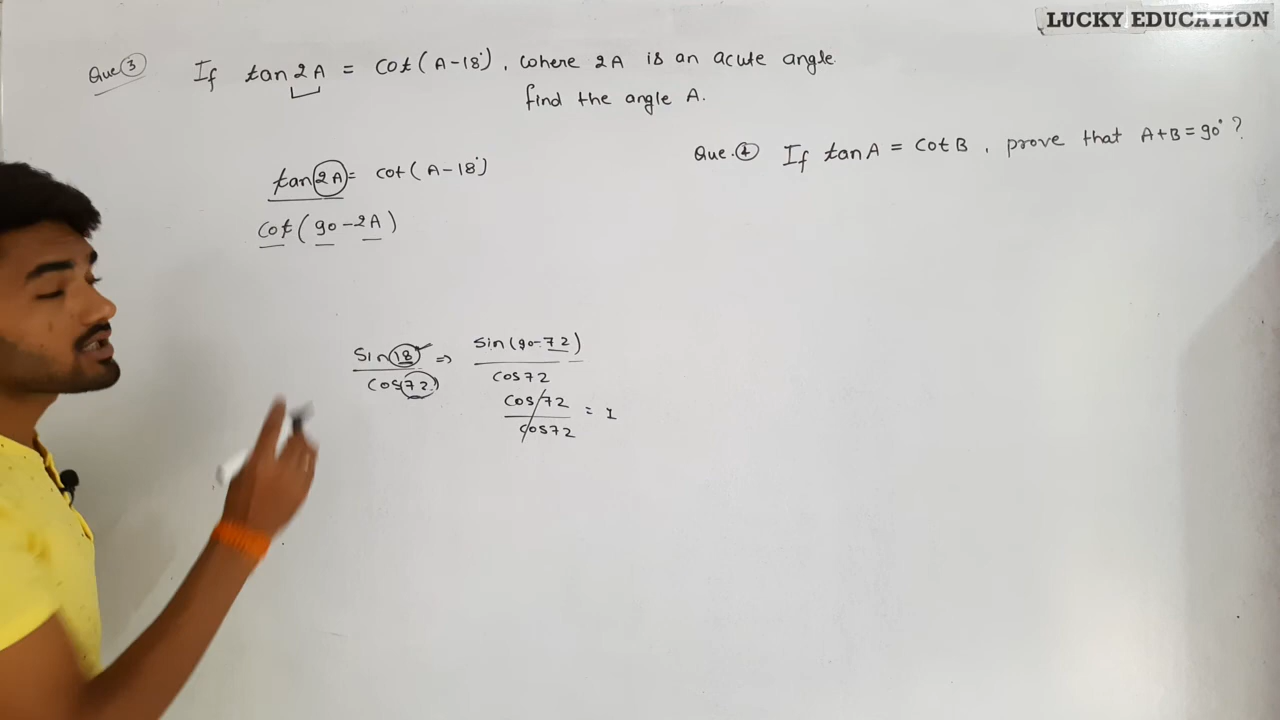 LUCKY EDUCATION
Que ③ If tan 2A = cot (A-18°), where 2A is an acute angle.
find the angle A.
Que. ④ If tan A = cot B, prove that A+B = 90° ?
tan 2A = cot (A-18°)
cot (90-2A)
sin 18 ⇒ sin (90-72)
cos (72) cos 72
cos 72 = 1
cos 72